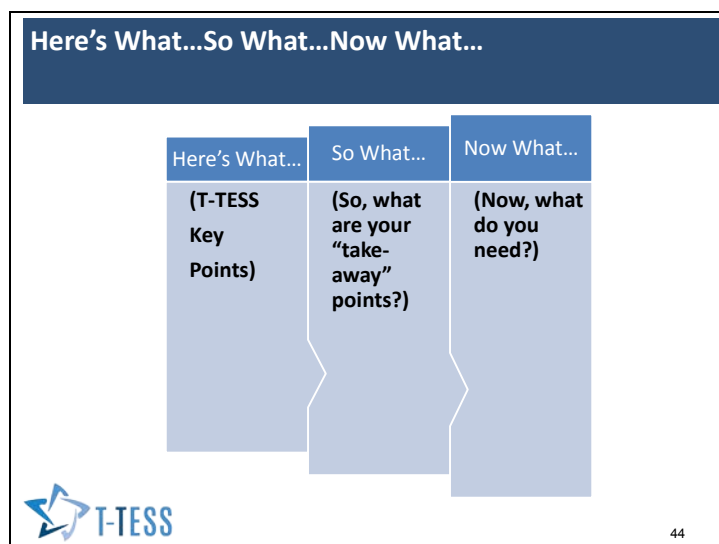 Here’s What…So What…Now What…
Here’s What…
So What…
Now What…
(T-TESS
Key
Points)
(So, what
are your
“take-
away”
points?)
(Now, what
do you
need?)
T-TESS
44